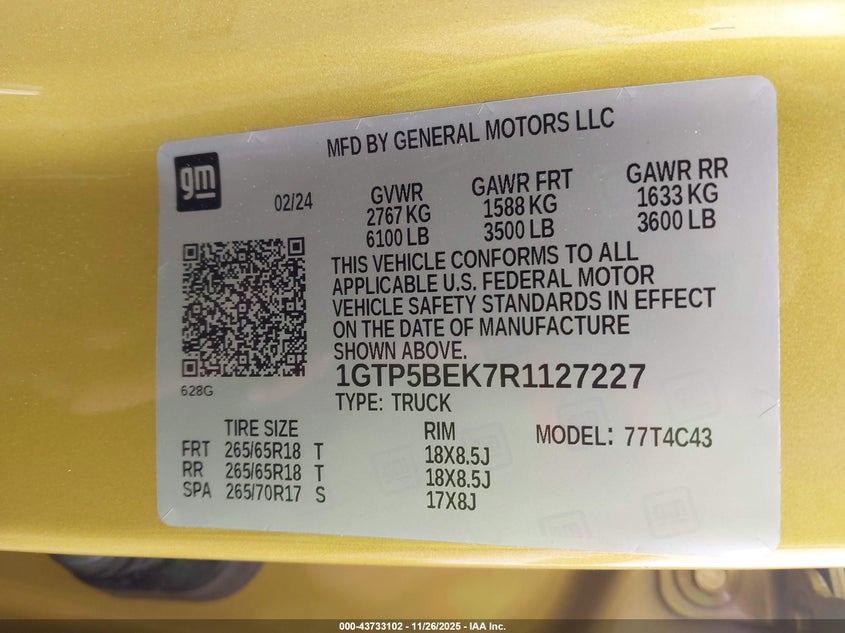 MFD BY GENERAL MOTORS LLC
gm
02/24
GVWR
2767 KG
6100 LB
GAWR FRT
1588 KG
3500 LB
GAWR RR
1633 KG
3600 LB
THIS VEHICLE CONFORMS TO ALL
APPLICABLE U.S. FEDERAL MOTOR
VEHICLE SAFETY STANDARDS IN EFFECT
ON THE DATE OF MANUFACTURE
SHOWN ABOVE.
628G
1GTP5BEK7R1127227
TYPE: TRUCK
TIRE SIZE
RIM
MODEL: 77T4C43
FRT 265/65R18 T 18X8.5J
RR 265/65R18 T 18X8.5J
SPA 265/70R17 S 17X8J
000-43733102 - 11/26/2025 - IAA Inc.